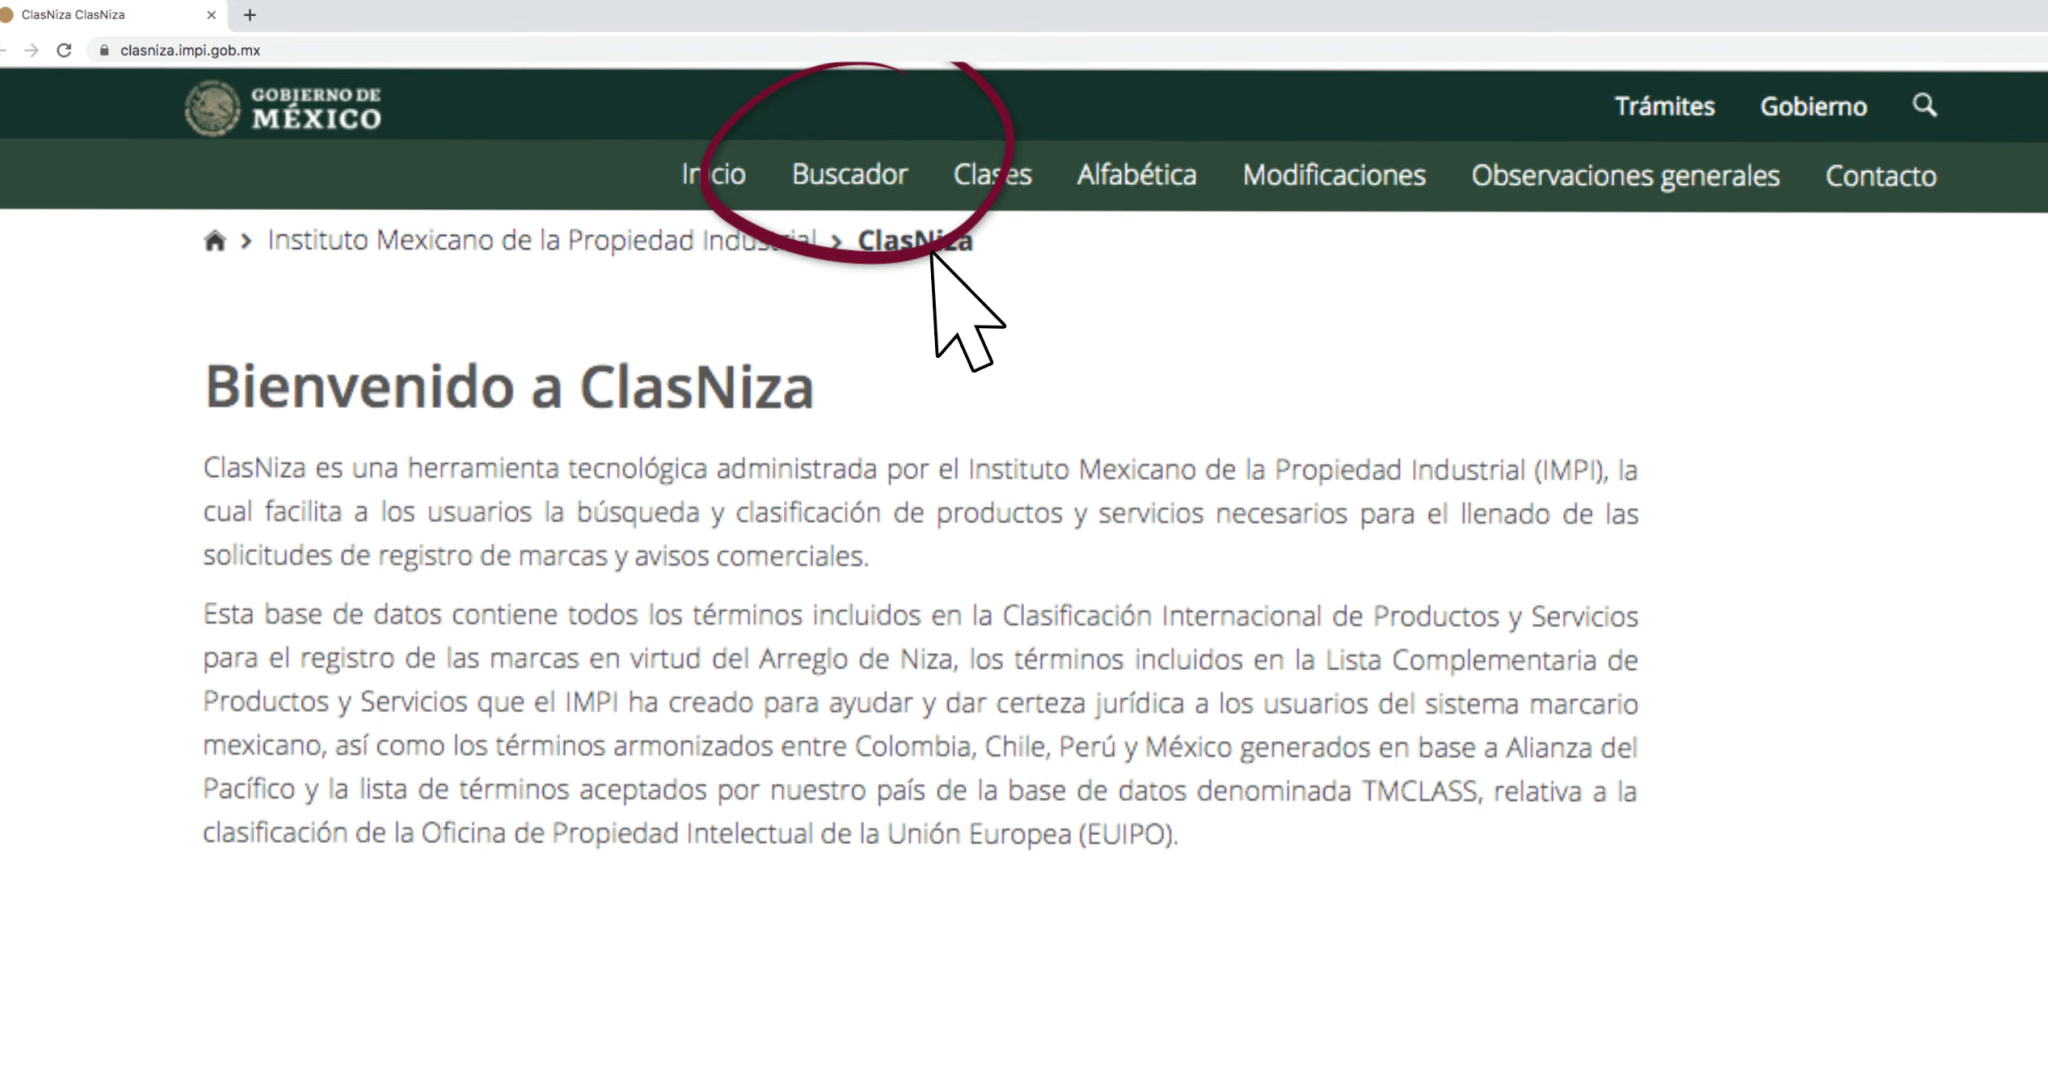 ClasNiza ClasNiza
clasniza.impi.gob.mx
GOBIERNO DE
MÉXICO
Trámites Gobierno
Inicio Buscador Clases Alfabética Modificaciones Observaciones generales Contacto
Instituto Mexicano de la Propiedad Industrial > ClasNiza
Bienvenido a ClasNiza
ClasNiza es una herramienta tecnológica administrada por el Instituto Mexicano de la Propiedad Industrial (IMPI), la
cual facilita a los usuarios la búsqueda y clasificación de productos y servicios necesarios para el llenado de las
solicitudes de registro de marcas y avisos comerciales.
Esta base de datos contiene todos los términos incluidos en la Clasificación Internacional de Productos y Servicios
para el registro de las marcas en virtud del Arreglo de Niza, los términos incluidos en la Lista Complementaria de
Productos y Servicios que el IMPI ha creado para ayudar y dar certeza jurídica a los usuarios del sistema marcario
mexicano, así como los términos armonizados entre Colombia, Chile, Perú y México generados en base a Alianza del
Pacífico y la lista de términos aceptados por nuestro país de la base de datos denominada TMCLASS, relativa a la
clasificación de la Oficina de Propiedad Intelectual de la Unión Europea (EUIPO).